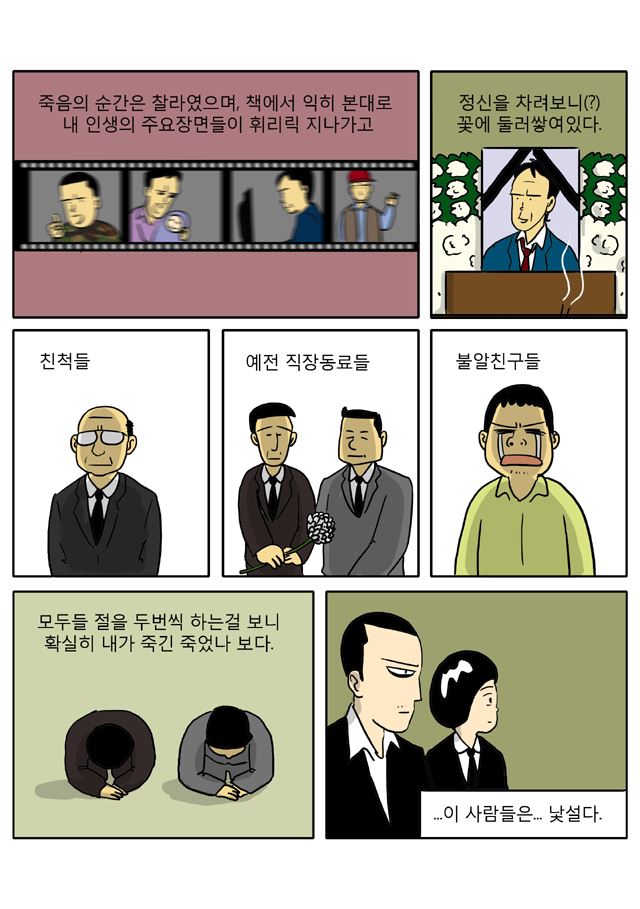 죽음의 순간은 찰라였으며, 책에서 익히 본대로
내 인생의 주요장면들이 휘리릭 지나가고
정신을 차려보니(?)
꽃에 둘러쌓여있다.
친척들
예전 직장동료들
불알친구들
모두들 절을 두번씩 하는걸 보니
확실히 내가 죽긴 죽었나 보다.
...이 사람들은... 낯설다.